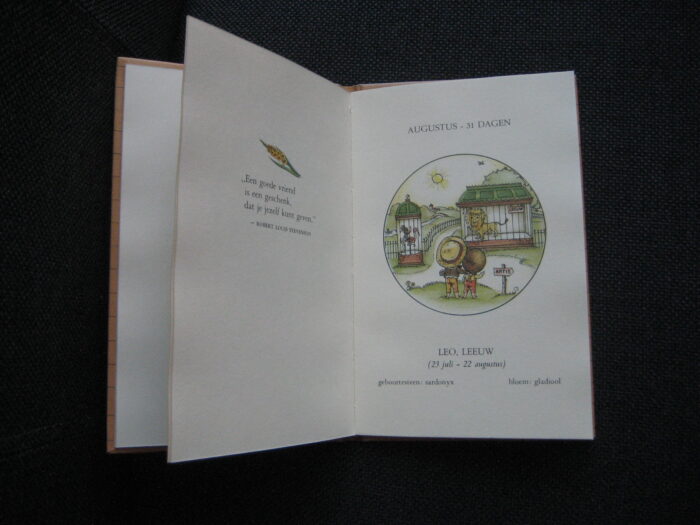 „Een goede vriend
is een geschenk,
dat je jezelf kunt geven.”
– ROBERT LOUIS STEVENSON
AUGUSTUS - 31 DAGEN
ARTIS
LEO, LEEUW
(23 juli - 22 augustus)
geboortesteen: sardonyx
bloem: gladiool